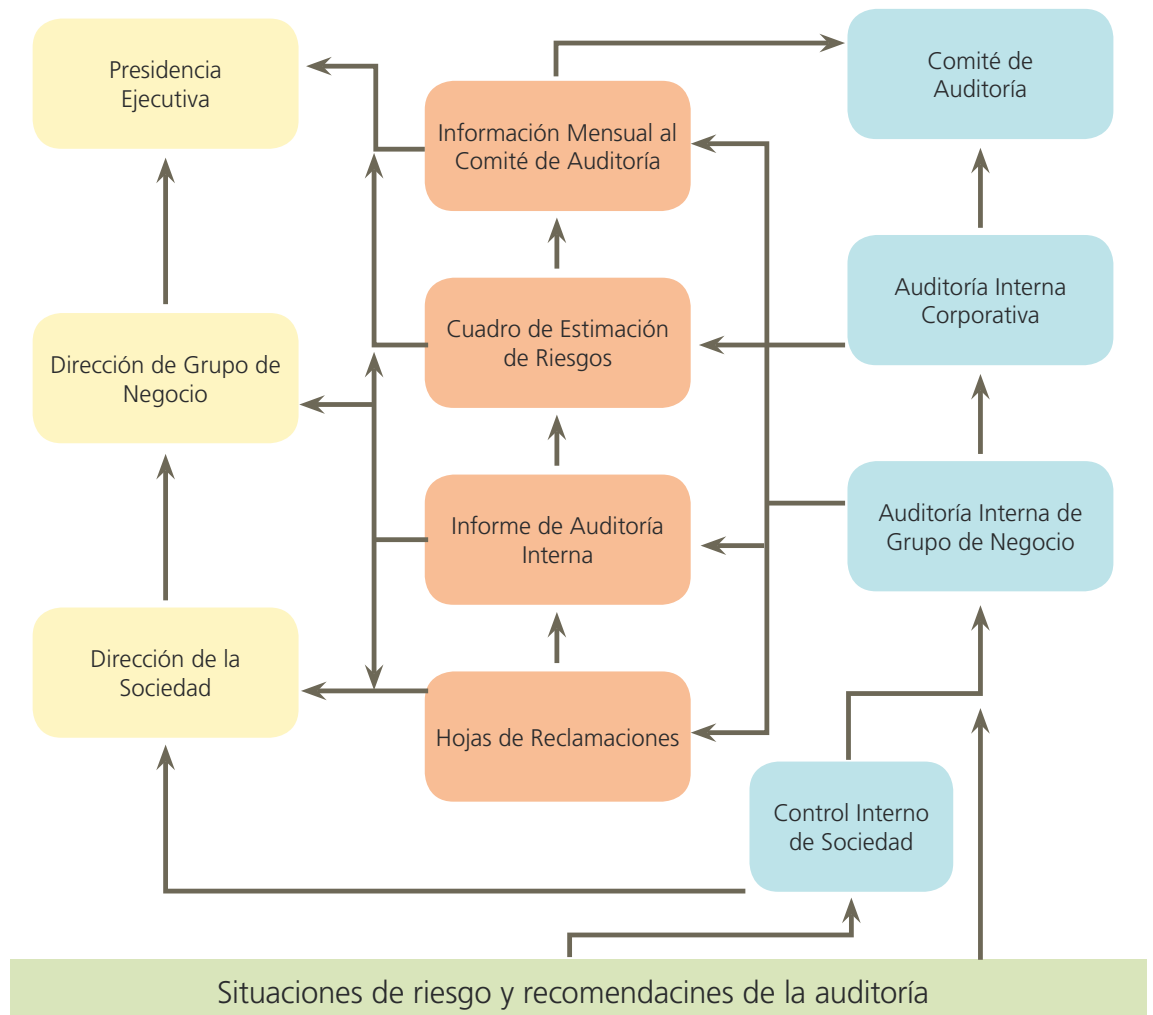 Presidencia
Ejecutiva
Información Mensual al
Comité de Auditoría
Comité de
Auditoría
Dirección de Grupo de
Negocio
Cuadro de Estimación
de Riesgos
Auditoría Interna
Corporativa
Informe de Auditoría
Interna
Auditoría Interna de
Grupo de Negocio
Dirección de la
Sociedad
Hojas de Reclamaciones
Control Interno
de Sociedad
Situaciones de riesgo y recomendacines de la auditoría